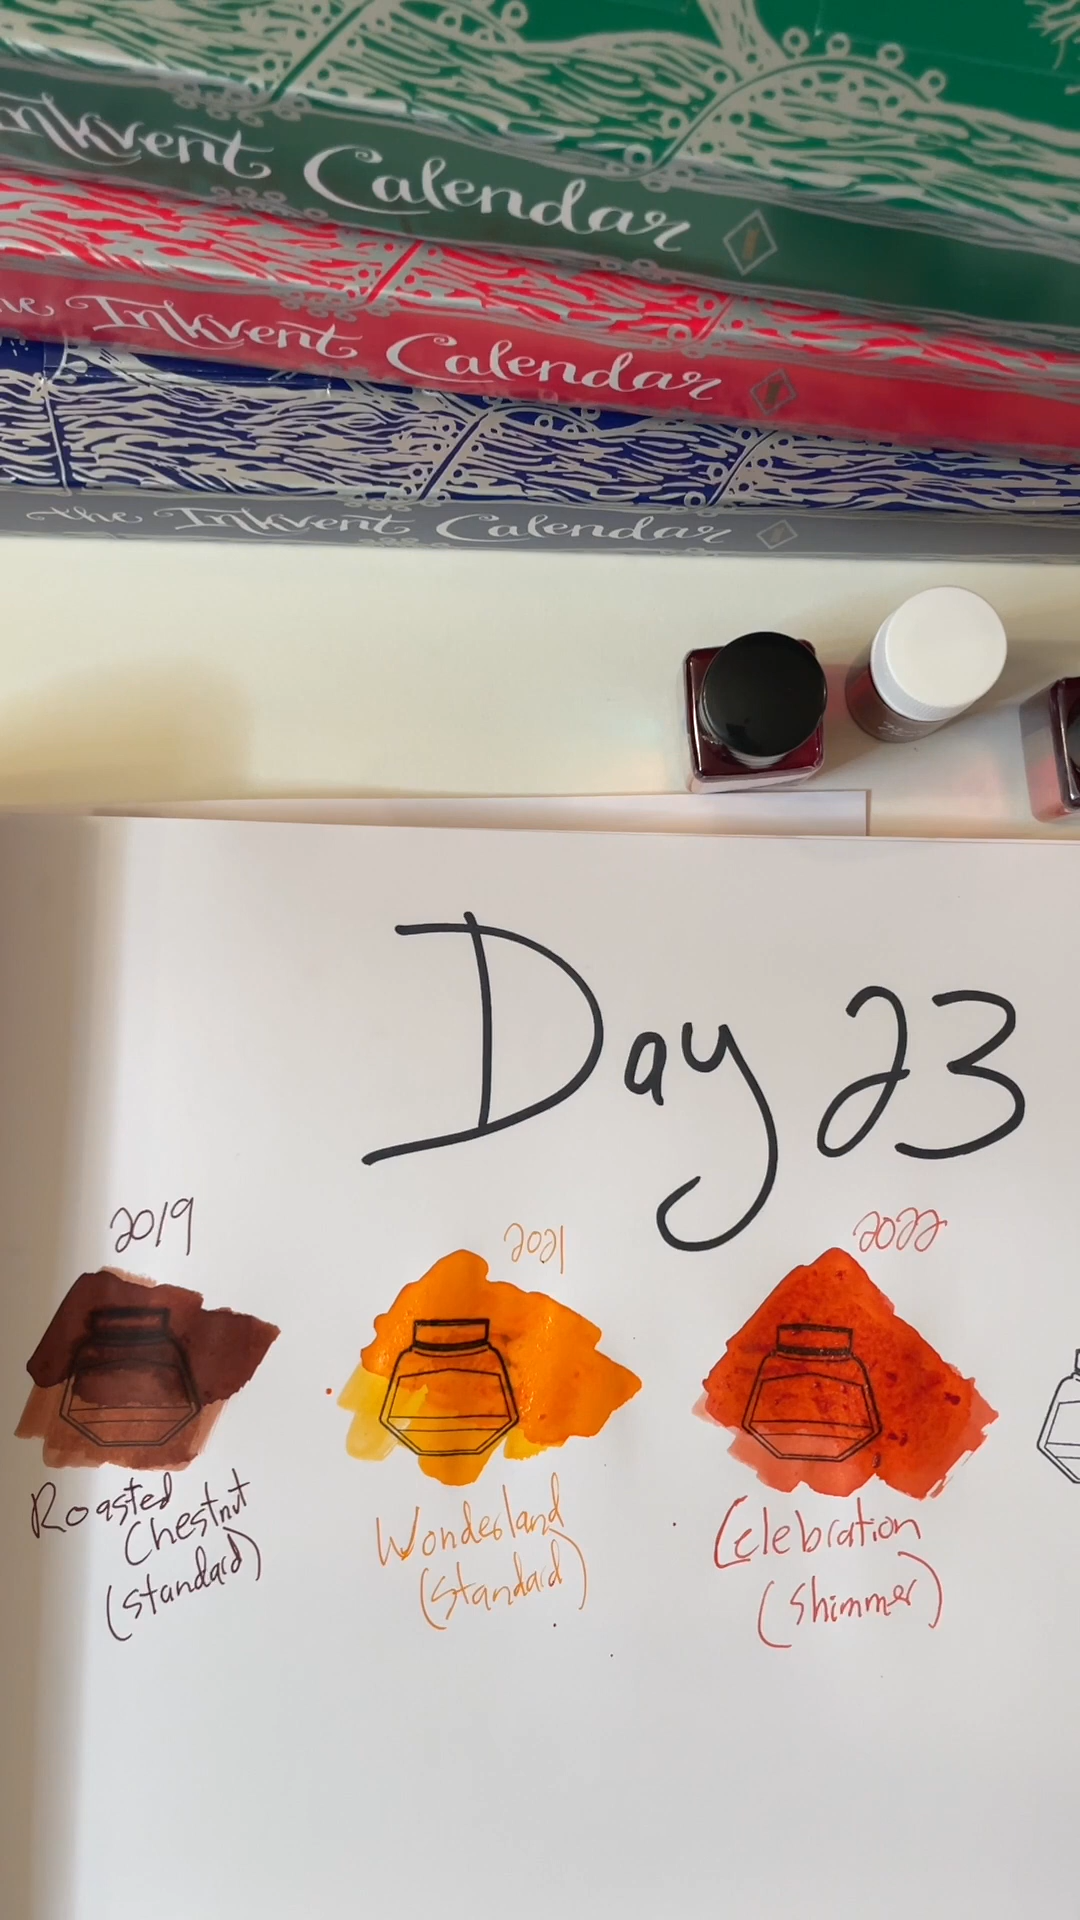 Inkvent Calendar
the Inkvent Calendar
the Inkvent Calendar
Day 23
2019
2021
2022
Roasted
Chestnut
(standard)
Wonderland
(standard)
Celebration
(shimmer)